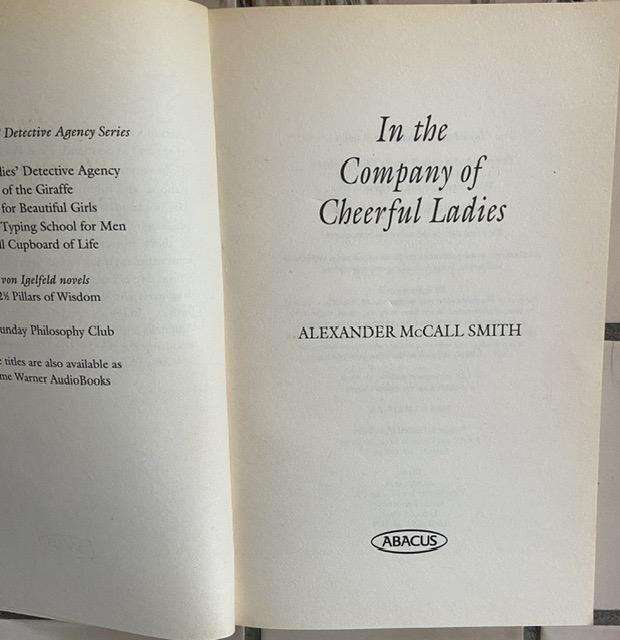 Detective Agency Series
lies' Detective Agency
of the Giraffe
for Beautiful Girls
Typing School for Men
ll Cupboard of Life
von Igelfeld novels
2½ Pillars of Wisdom
unday Philosophy Club
titles are also available as
me Warner AudioBooks
In the
Company of
Cheerful Ladies
ALEXANDER McCALL SMITH
ABACUS